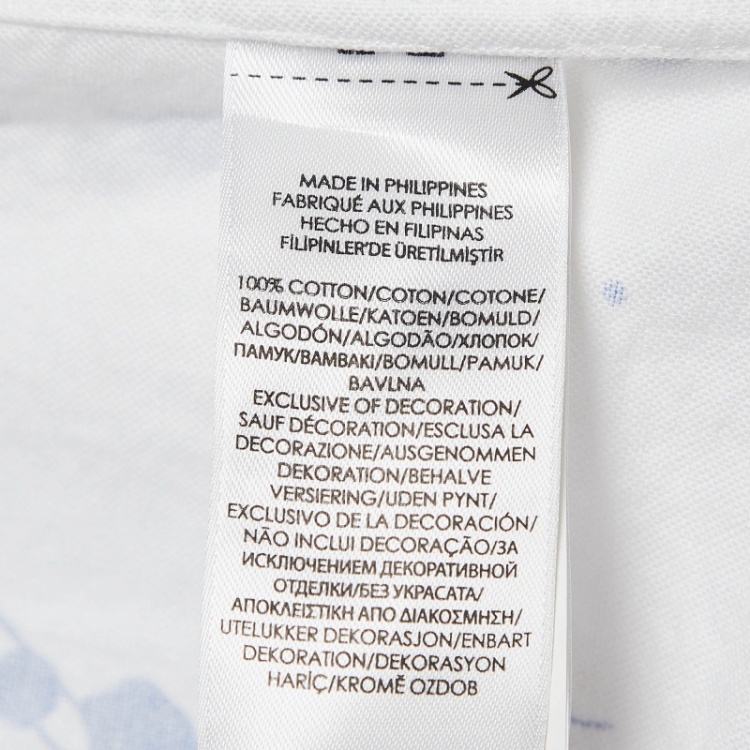 MADE IN PHILIPPINES
FABRIQUÉ AUX PHILIPPINES
HECHO EN FILIPINAS
FİLİPİNLER'DE ÜRETİLMİŞTİR
100% COTTON/COTON/COTONE/
BAUMWOLLE/KATOEN/BOMULD/
ALGODÓN/ALGODÃO/ХЛОПОК/
ПАМУК/ΒΑΜΒΑΚΙ/BOMULL/PAMUK/
BAVLNA
EXCLUSIVE OF DECORATION/
SAUF DÉCORATION/ESCLUSA LA
DECORAZIONE/AUSGENOMMEN
DEKORATION/BEHALVE
VERSIERING/UDEN PYNT/
EXCLUSIVO DE LA DECORACIÓN/
NÃO INCLUI DECORAÇÃO/ЗА
ИСКЛЮЧЕНИЕМ ДЕКОРАТИВНОЙ
ОТДЕЛКИ/БЕЗ УКРАСАТА/
ΑΠΟΚΛΕΙΣΤΙΚΗ ΑΠΟ ΔΙΑΚΟΣΜΗΣΗ/
UTELUKKER DEKORASJON/ENBART
DEKORATION/DEKORASYON
HARİÇ/KROMĚ OZDOB